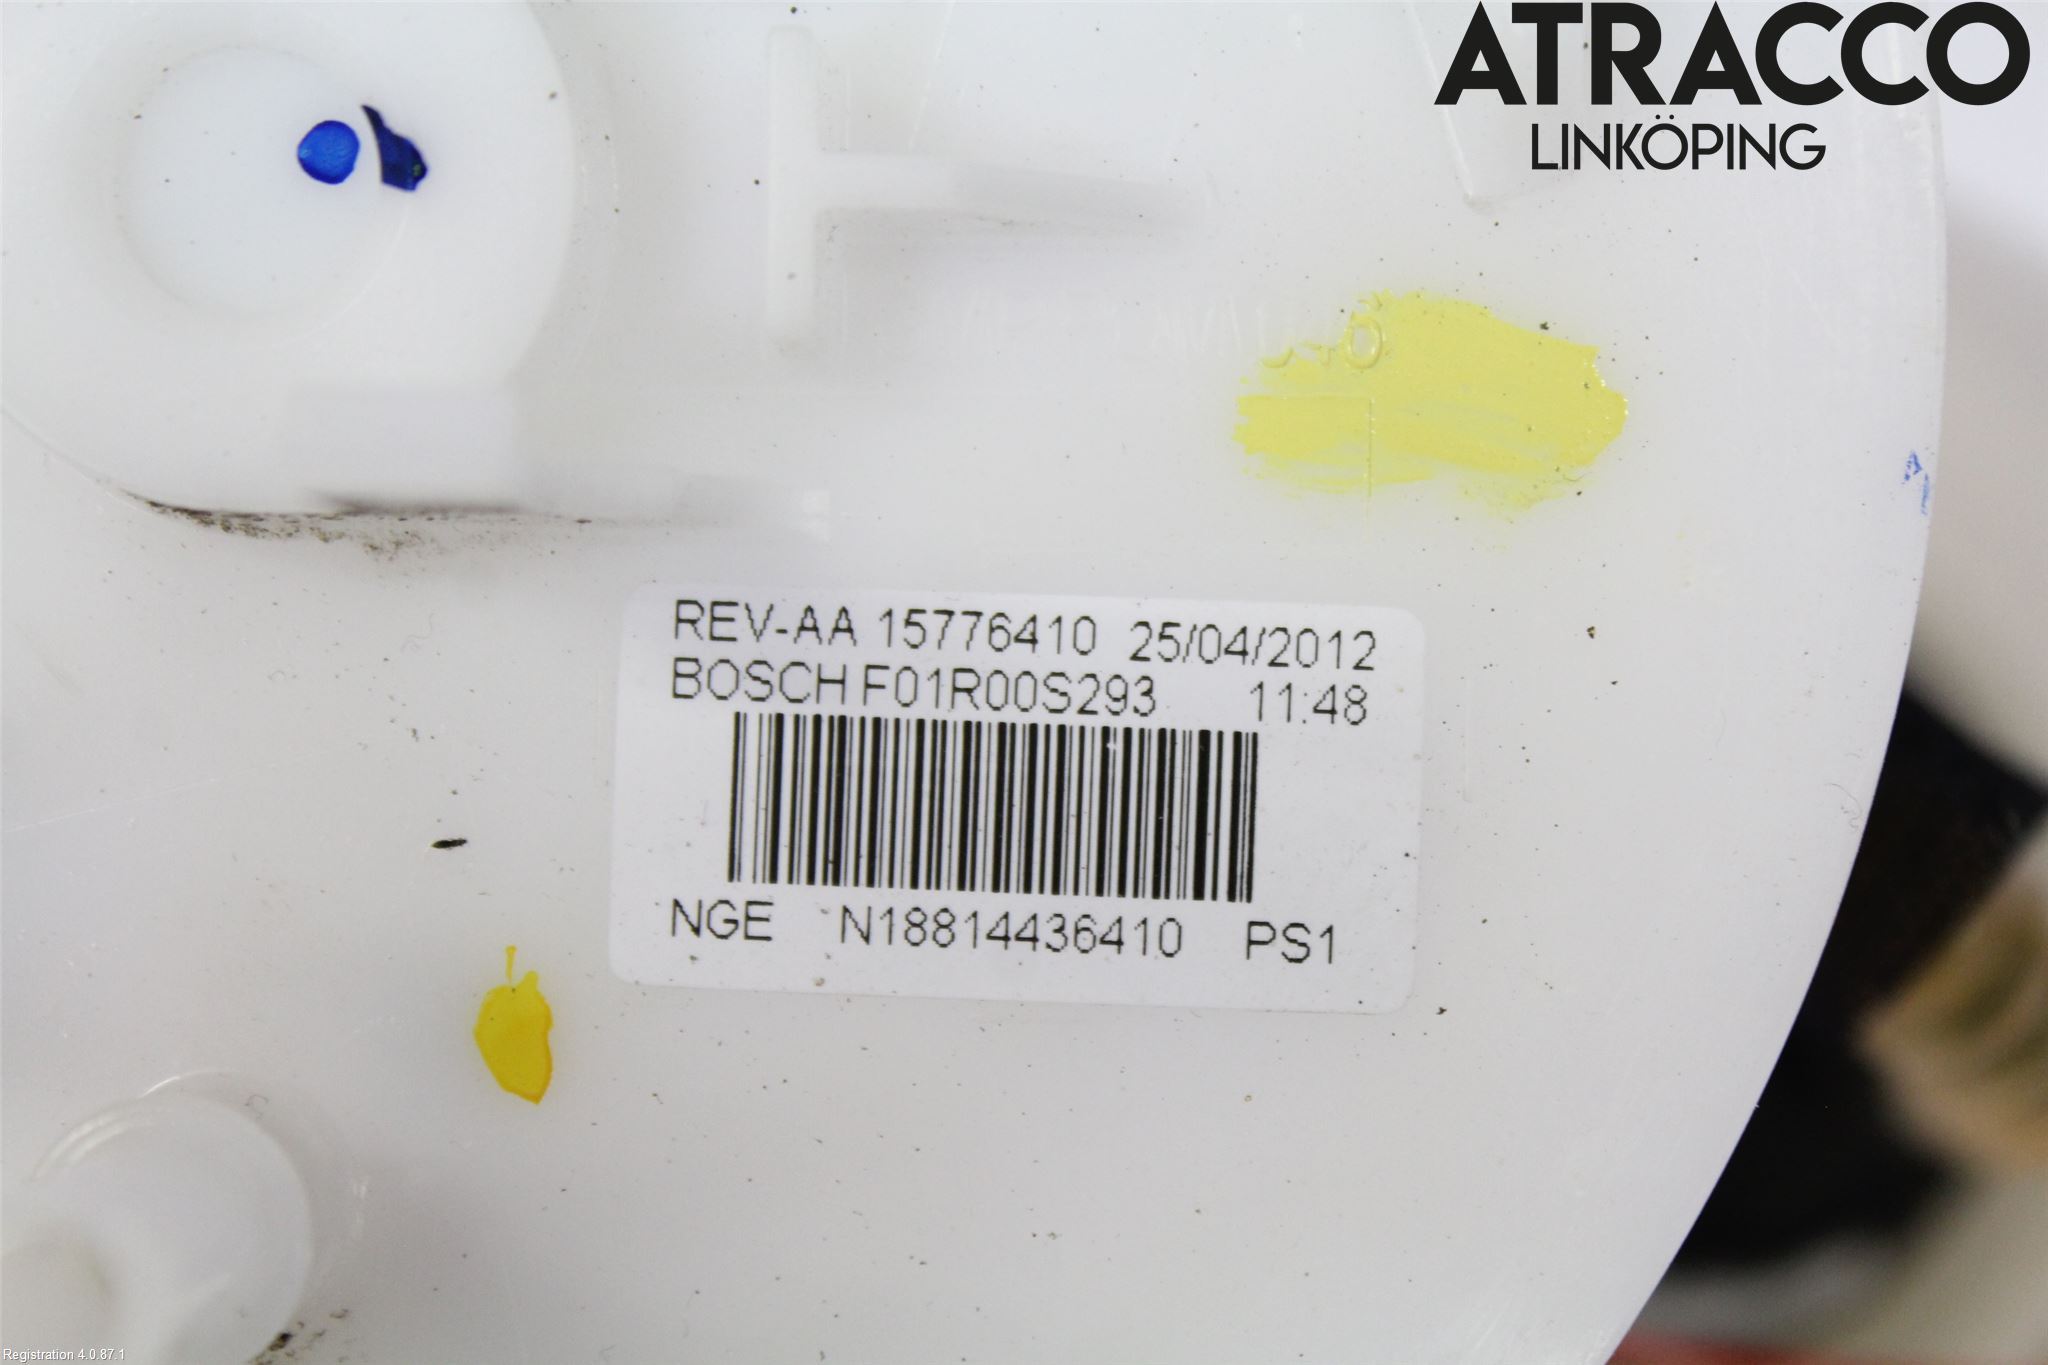 ATRACCO
LINKÖPING
REV-AA 15776410 25/04/2012
BOSCH F01R00S293 11:48
NGE N18814436410 PS1
Registration 4.0.87.1